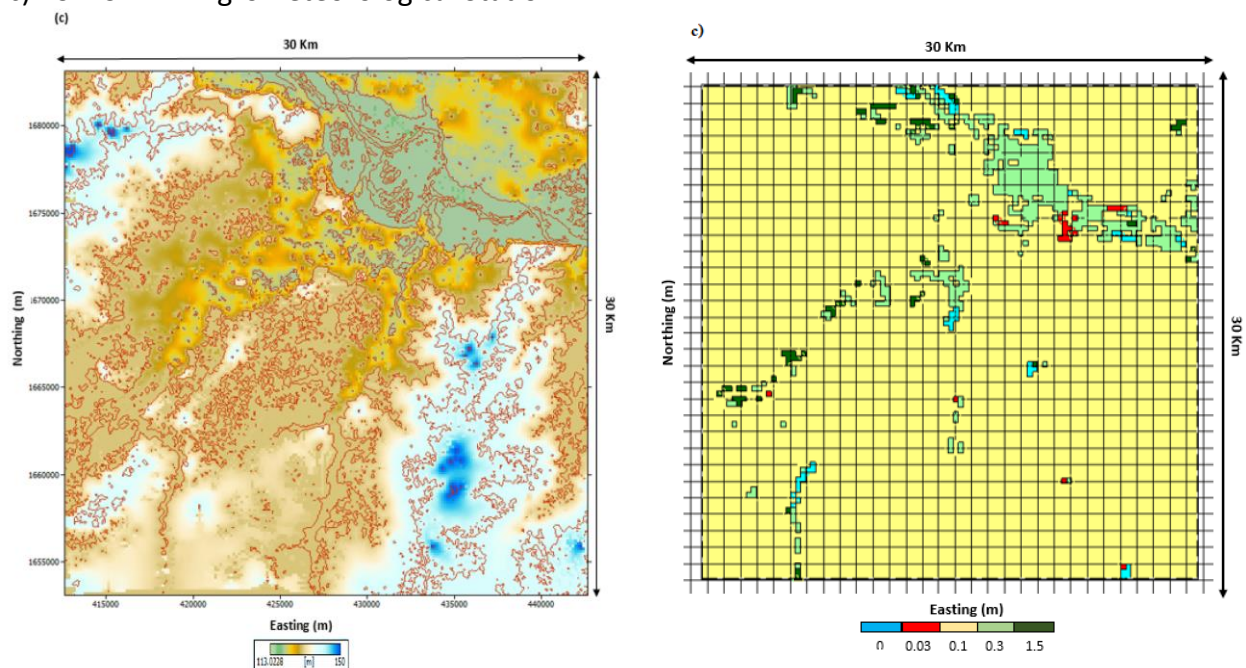 (c)
30 Km
1680000
1675000
1670000
1665000
1660000
1655000
Northing (m)
30 Km
415000 420000 425000 430000 435000 440000
Easting (m)
113.0228 [m] 150
c)
30 Km
Northing (m)
30 Km
Easting (m)
0 0.03 0.1 0.3 1.5